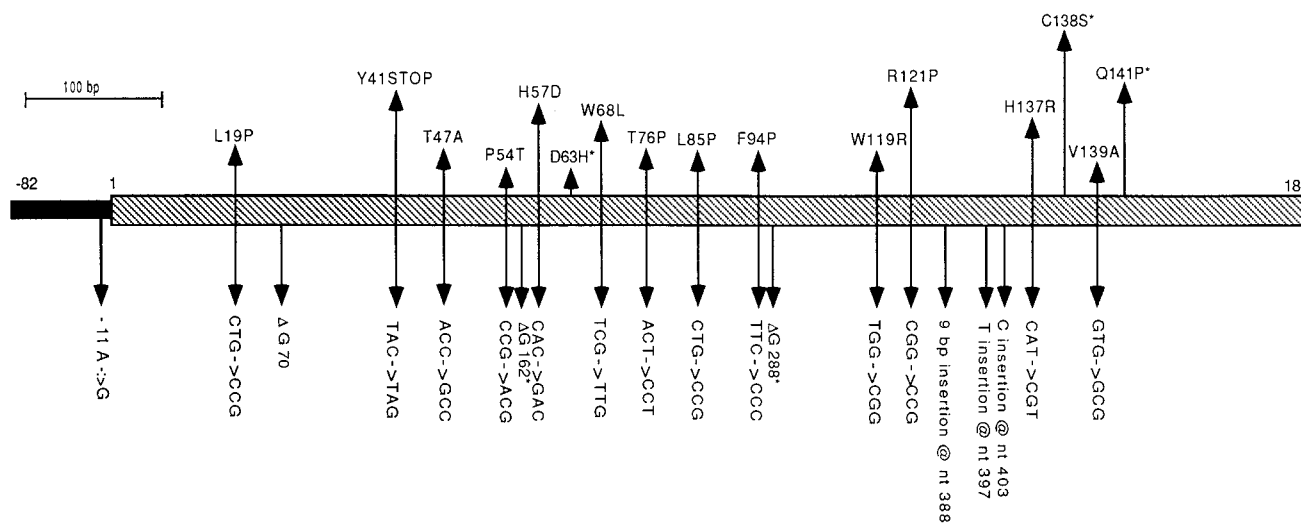 100 bp
-82
1
18
L19P
Y41STOP
T47A
P54T
H57D
D63H*
W68L
T76P
L85P
F94P
W119R
R121P
H137R
C138S*
V139A
Q141P*
-11 A->G
CTG->CCG
ΔG 70
TAC->TAG
ACC->GCC
CCG->ACG
ΔG 162*
CAC->GAC
TCG->TTG
ACT->CCT
CTG->CCG
TTC->CCC
ΔG 288*
TGG->CGG
CGG->CCG
9 bp insertion @ nt 388
T insertion @ nt 397
C insertion @ nt 403
CAT->CGT
GTG->GCG